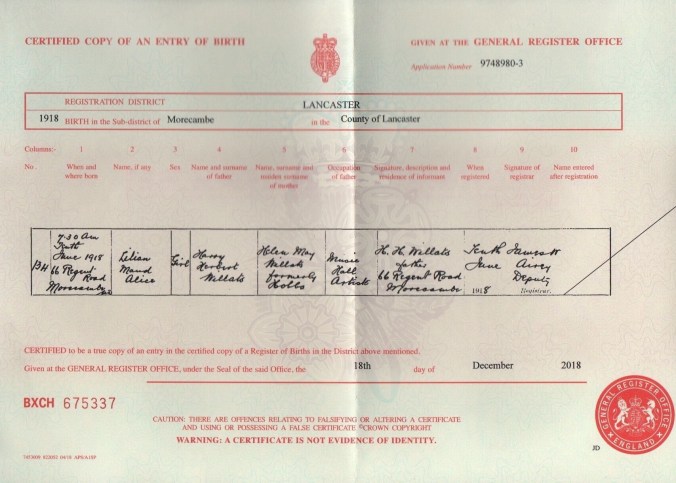 CERTIFIED COPY OF AN ENTRY OF BIRTH
GIVEN AT THE GENERAL REGISTER OFFICE
Application Number 9748980-3
REGISTRATION DISTRICT LANCASTER
1918 BIRTH in the Sub-district of Morecambe in the County of Lancaster
Columns:- 1 2 3 4 5 6 7 8 9 10
No. When and where born
Name, if any
Sex
Name and surname of father
Name, surname and maiden surname of mother
Occupation of father
Signature, description and residence of informant
When registered
Signature of registrar
Name entered after registration
7.30 am
Tenth
June 1918
66 Regent
Road
Morecambe
Lilian
Maud
Alice
Girl
Harry
Herbert
Willats
Helen May
Willats
formerly
Hobbs
Music
Hall
Artiste
H. H. Willats
father
66 Regent Road
Morecambe
June
1918
Airey
Deputy
Registrar.
CERTIFIED to be a true copy of an entry in the certified copy of a Register of Births in the District above mentioned.
Given at the GENERAL REGISTER OFFICE, under the Seal of the said Office, the 18th day of December 2018
BXCH 675337
CAUTION: THERE ARE OFFENCES RELATING TO FALSIFYING OR ALTERING A CERTIFICATE
AND USING OR POSSESSING A FALSE CERTIFICATE ©CROWN COPYRIGHT
WARNING: A CERTIFICATE IS NOT EVIDENCE OF IDENTITY.
GENERAL REGISTER OFFICE
ENGLAND
JD